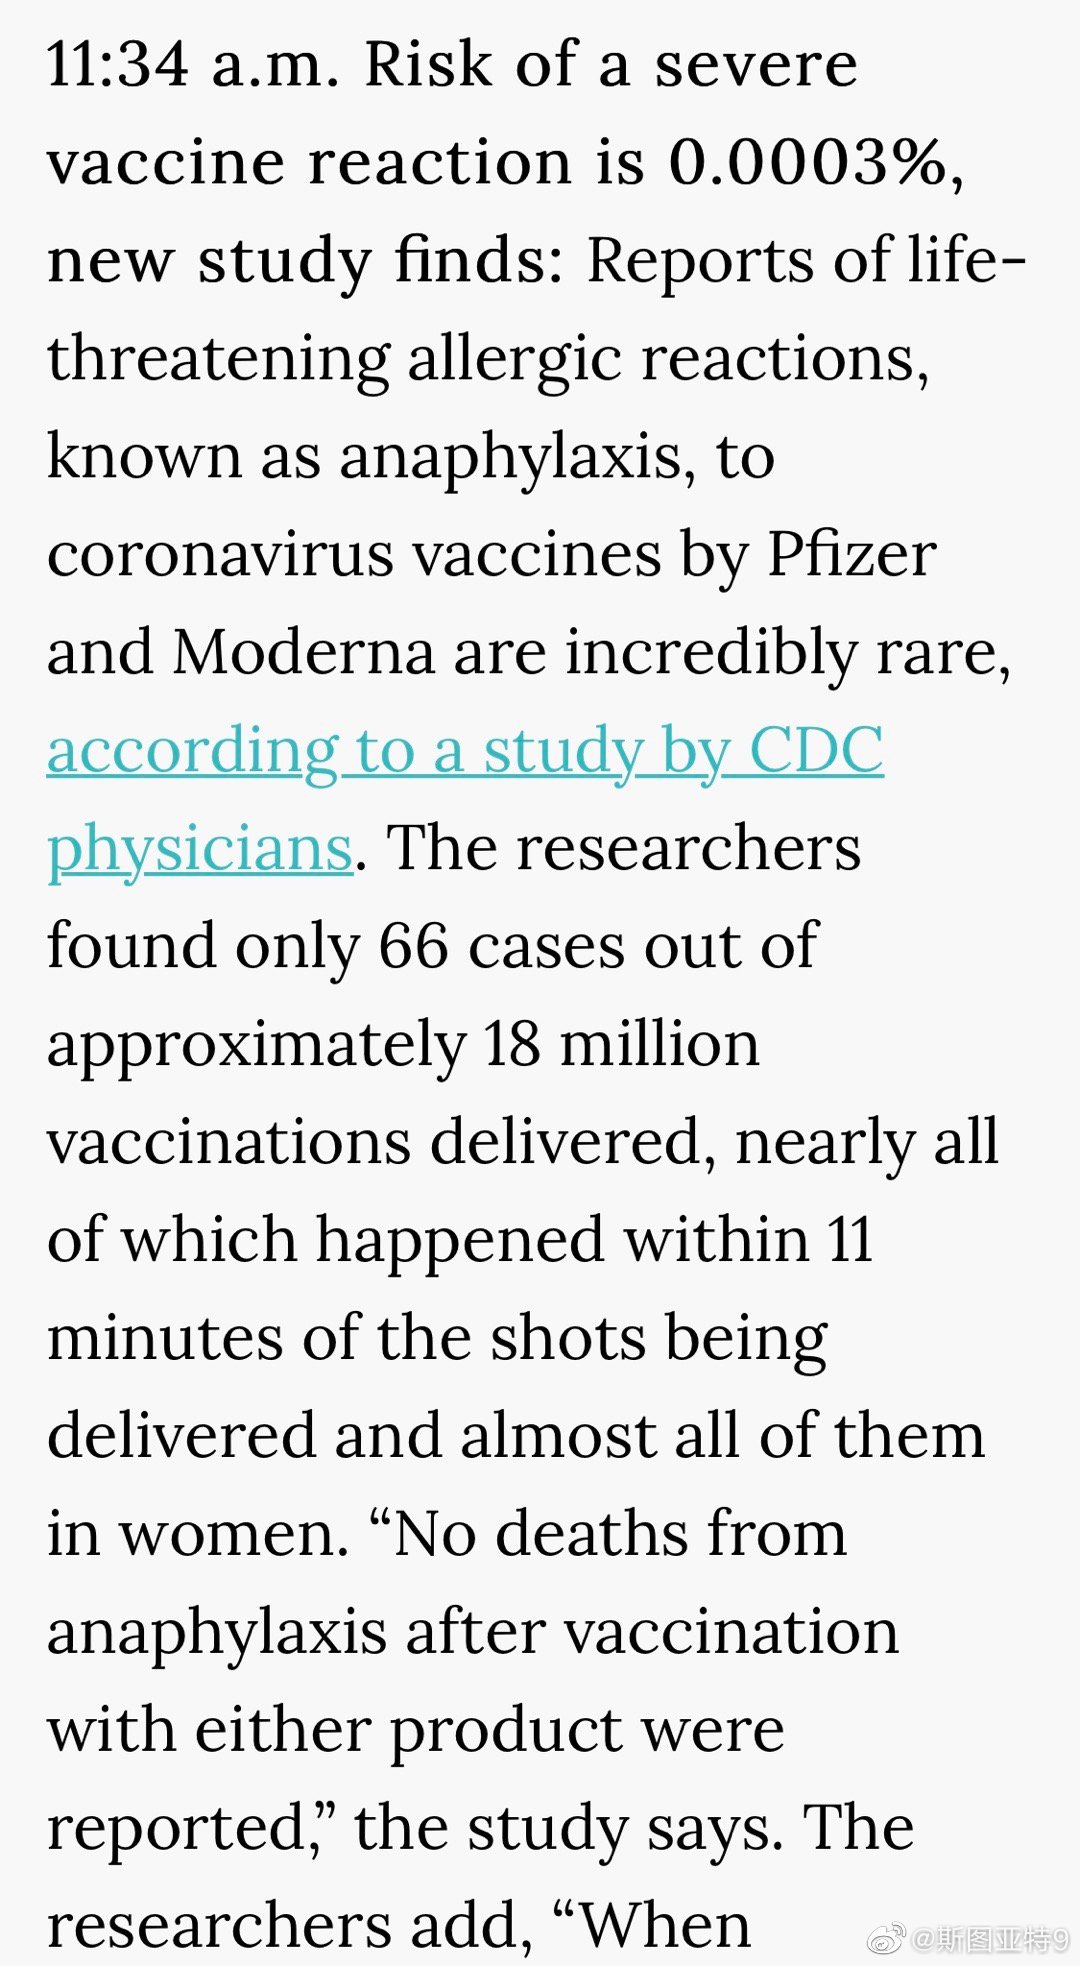 11:34 a.m. Risk of a severe
vaccine reaction is 0.0003%,
new study finds: Reports of life-
threatening allergic reactions,
known as anaphylaxis, to
coronavirus vaccines by Pfizer
and Moderna are incredibly rare,
according to a study by CDC
physicians. The researchers
found only 66 cases out of
approximately 18 million
vaccinations delivered, nearly all
of which happened within 11
minutes of the shots being
delivered and almost all of them
in women. “No deaths from
anaphylaxis after vaccination
with either product were
reported,” the study says. The
researchers add, “When
@斯图亚特9